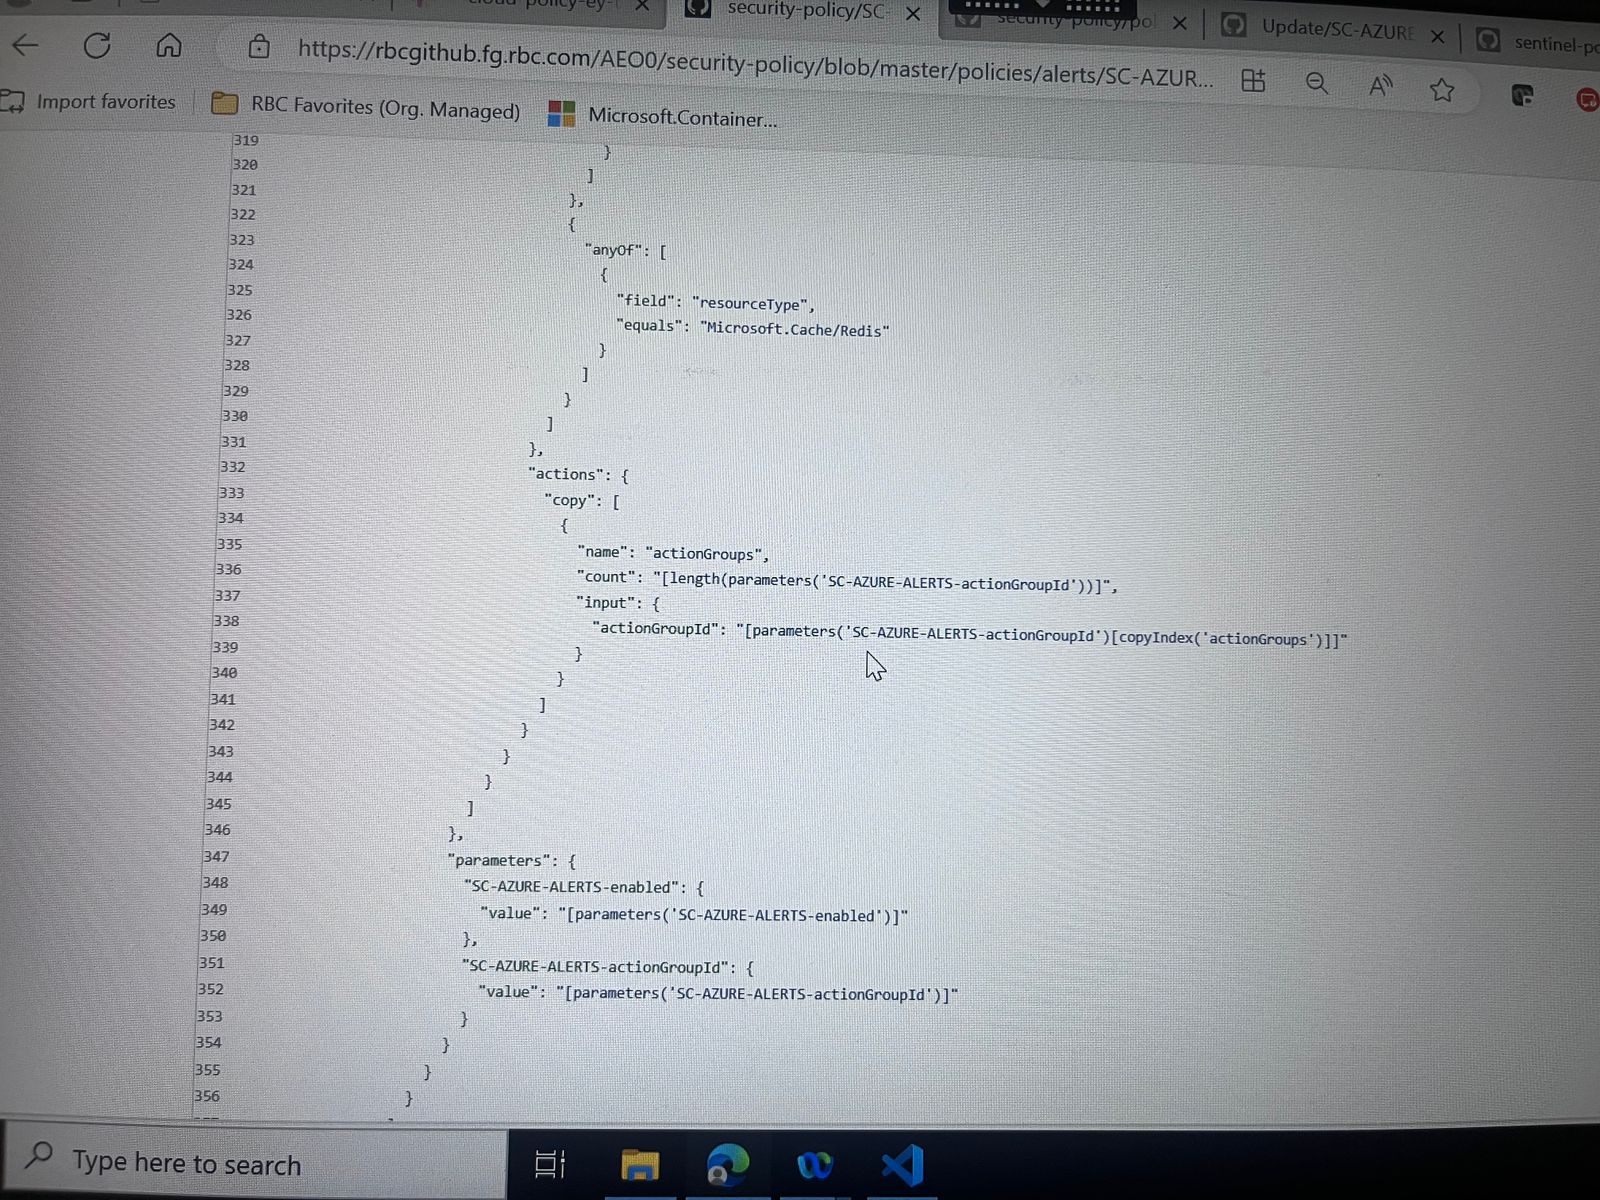 cloud-policy-ey-
security-policy/SC-
security-policy/pol
Update/SC-AZURE
sentinel-po
https://rbcgithub.fg.rbc.com/AEO0/security-policy/blob/master/policies/alerts/SC-AZUR...
Import favorites
RBC Favorites (Org. Managed)
Microsoft.Container...
319 }
320 ]
321 },
322 {
323 "anyOf": [
324 {
325 "field": "resourceType",
326 "equals": "Microsoft.Cache/Redis"
327 }
328 ]
329 }
330 ]
331 },
332 "actions": {
333 "copy": [
334 {
335 "name": "actionGroups",
336 "count": "[length(parameters('SC-AZURE-ALERTS-actionGroupId'))]",
337 "input": {
338 "actionGroupId": "[parameters('SC-AZURE-ALERTS-actionGroupId')[copyIndex('actionGroups')]]"
339 }
340 }
341 ]
342 }
343 }
344 }
345 ]
346 },
347 "parameters": {
348 "SC-AZURE-ALERTS-enabled": {
349 "value": "[parameters('SC-AZURE-ALERTS-enabled')]"
350 },
351 "SC-AZURE-ALERTS-actionGroupId": {
352 "value": "[parameters('SC-AZURE-ALERTS-actionGroupId')]"
353 }
354 }
355 }
356 }
Type here to search